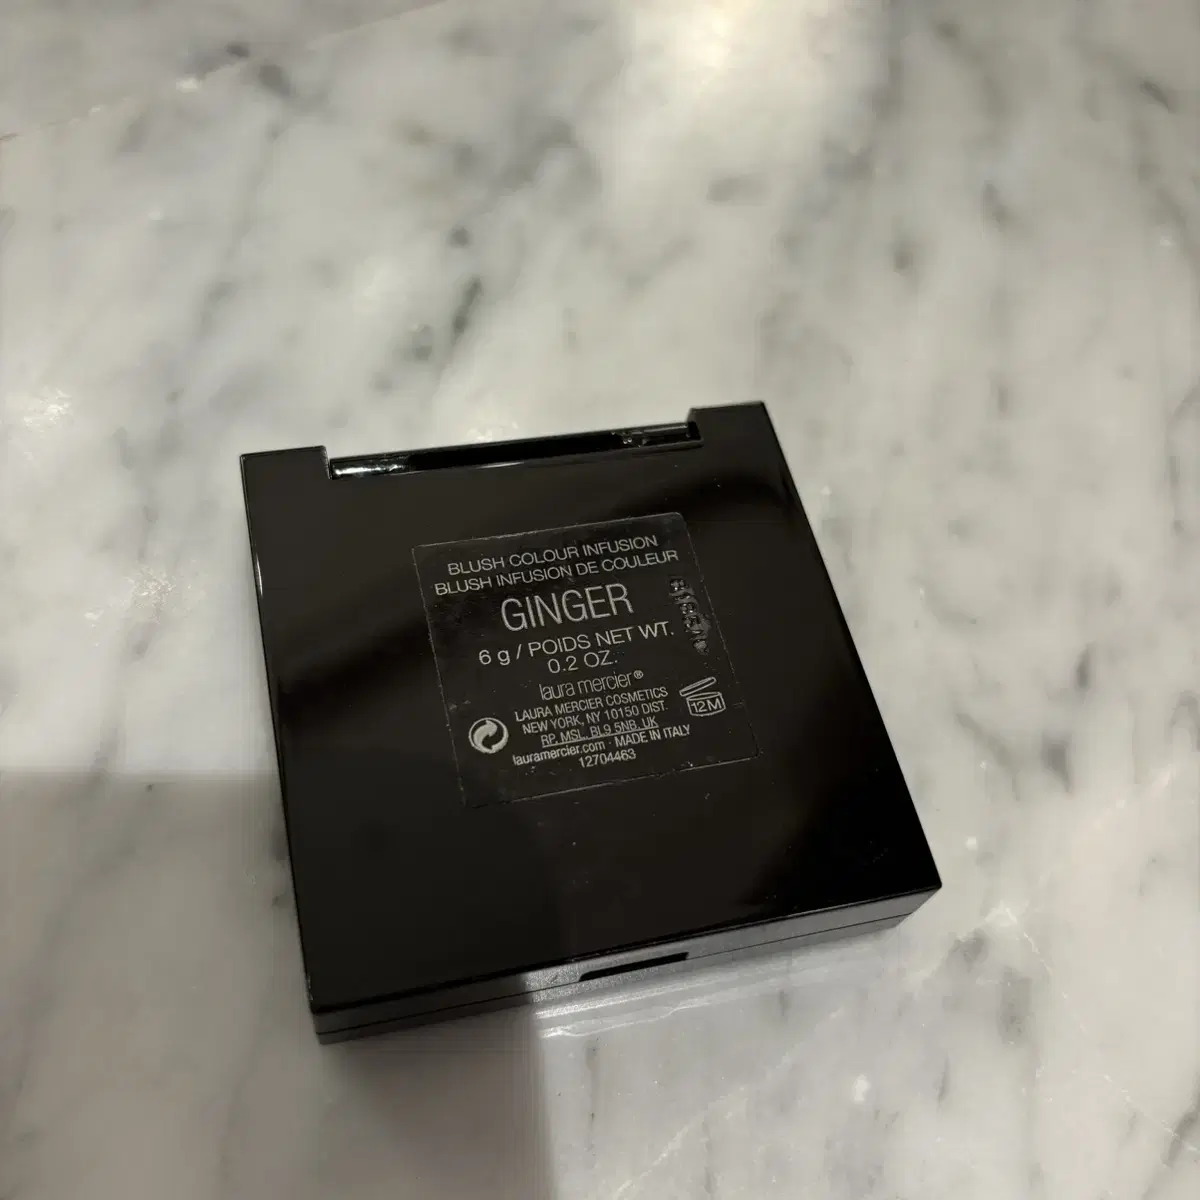 BLUSH COLOUR INFUSION
BLUSH INFUSION DE COULEUR
GINGER
6 g / POIDS NET WT.
0.2 OZ.
laura mercier®
LAURA MERCIER COSMETICS
NEW YORK, NY 10150 DIST.
RP, MSL, BL9 5NB, UK
lauramercier.com · MADE IN ITALY
12704463
12M